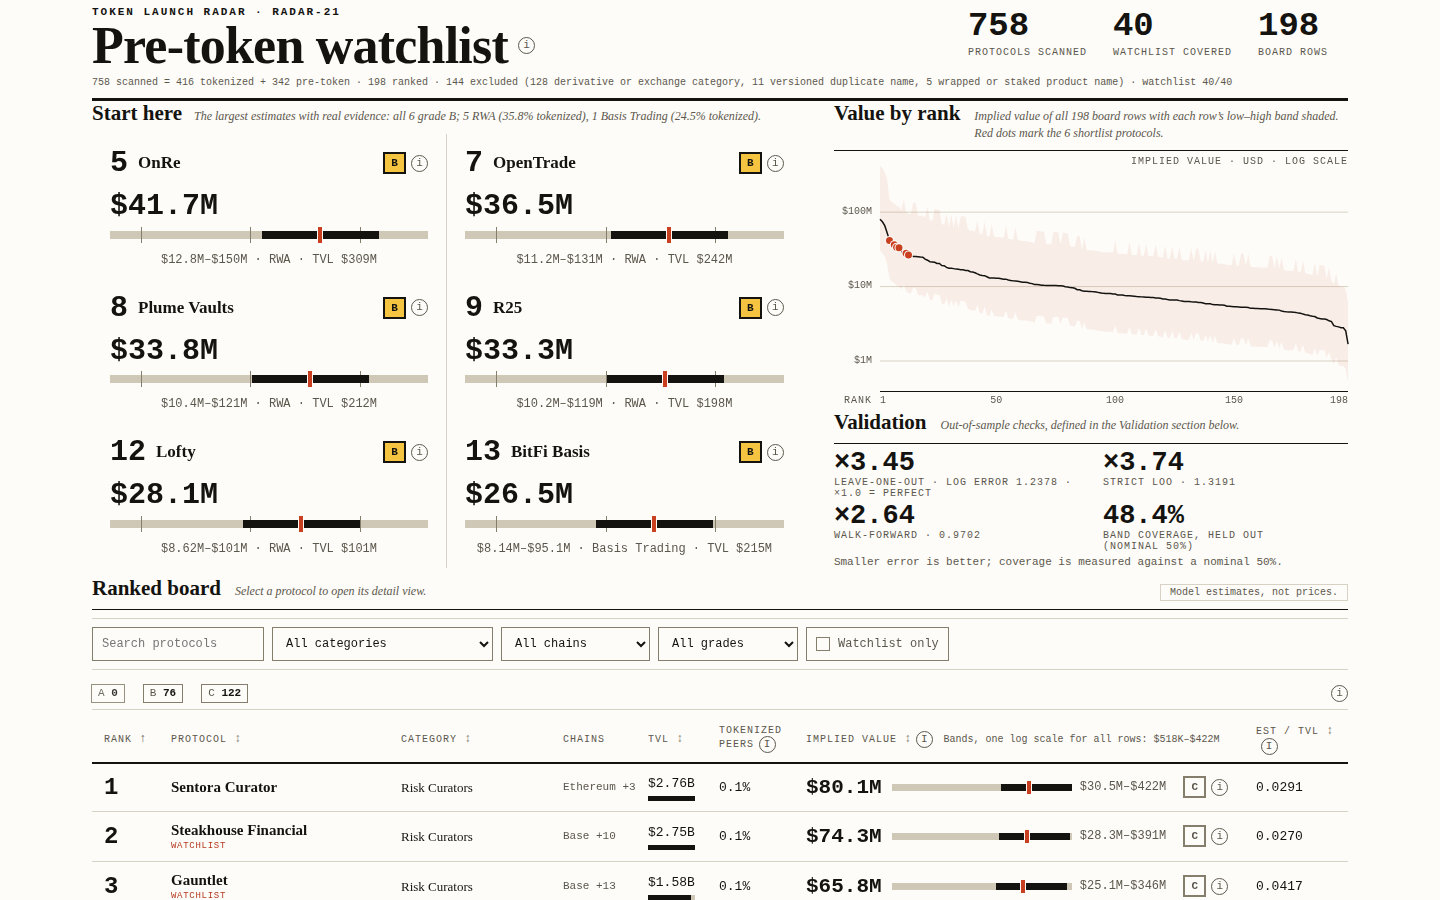 TOKEN LAUNCH RADAR · RADAR-21
Pre-token watchlist i
758
PROTOCOLS SCANNED
40
WATCHLIST COVERED
198
BOARD ROWS
758 scanned = 416 tokenized + 342 pre-token · 198 ranked · 144 excluded (128 derivative or exchange category, 11 versioned duplicate name, 5 wrapped or staked product name) · watchlist 40/40
Start here The largest estimates with real evidence: all 6 grade B; 5 RWA (35.8% tokenized), 1 Basis Trading (24.5% tokenized).
5 OnRe B i
$41.7M
$12.8M–$150M · RWA · TVL $309M
7 OpenTrade B i
$36.5M
$11.2M–$131M · RWA · TVL $242M
8 Plume Vaults B i
$33.8M
$10.4M–$121M · RWA · TVL $212M
9 R25 B i
$33.3M
$10.2M–$119M · RWA · TVL $198M
12 Lofty B i
$28.1M
$8.62M–$101M · RWA · TVL $101M
13 BitFi Basis B i
$26.5M
$8.14M–$95.1M · Basis Trading · TVL $215M
Value by rank Implied value of all 198 board rows with each row's low–high band shaded.
Red dots mark the 6 shortlist protocols.
IMPLIED VALUE · USD · LOG SCALE
$100M
$10M
$1M
RANK 1 50 100 150 198
Validation Out-of-sample checks, defined in the Validation section below.
×3.45
LEAVE-ONE-OUT · LOG ERROR 1.2378 ·
×1.0 = PERFECT
×3.74
STRICT LOO · 1.3191
×2.64
WALK-FORWARD · 0.9702
48.4%
BAND COVERAGE, HELD OUT
(NOMINAL 50%)
Smaller error is better; coverage is measured against a nominal 50%.
Ranked board Select a protocol to open its detail view.
Model estimates, not prices.
Search protocols All categories All chains All grades Watchlist only
A 0 B 76 C 122 i
RANK ↑ PROTOCOL ↕ CATEGORY ↕ CHAINS TVL ↕ TOKENIZED
PEERS I IMPLIED VALUE ↕ I Bands, one log scale for all rows: $518K–$422M EST / TVL ↕
I
1 Sentora Curator Risk Curators Ethereum +3 $2.76B 0.1% $80.1M $30.5M–$422M C i 0.0291
2 Steakhouse Financial Risk Curators Base +10 $2.75B 0.1% $74.3M $28.3M–$391M C i 0.0270
WATCHLIST
3 Gauntlet Risk Curators Base +13 $1.58B 0.1% $65.8M $25.1M–$346M C i 0.0417
WATCHLIST